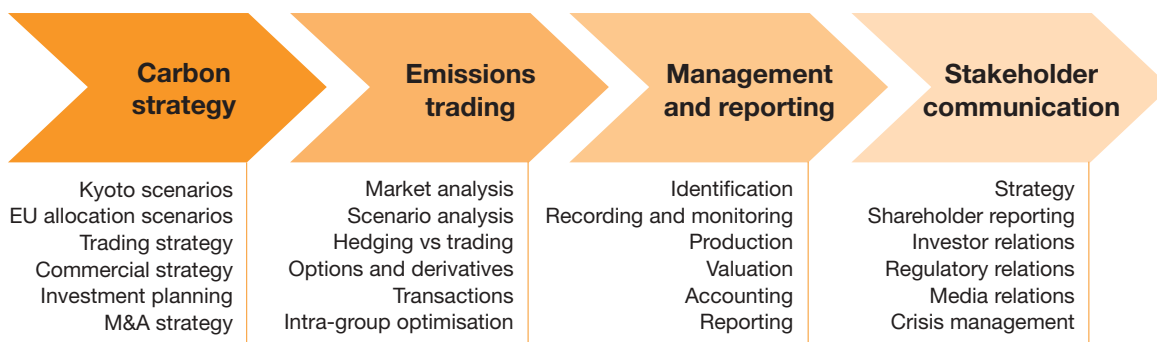 Carbon
strategy
Emissions
trading
Management
and reporting
Stakeholder
communication
Kyoto scenarios
EU allocation scenarios
Trading strategy
Commercial strategy
Investment planning
M&A strategy
Market analysis
Scenario analysis
Hedging vs trading
Options and derivatives
Transactions
Intra-group optimisation
Identification
Recording and monitoring
Production
Valuation
Accounting
Reporting
Strategy
Shareholder reporting
Investor relations
Regulatory relations
Media relations
Crisis management